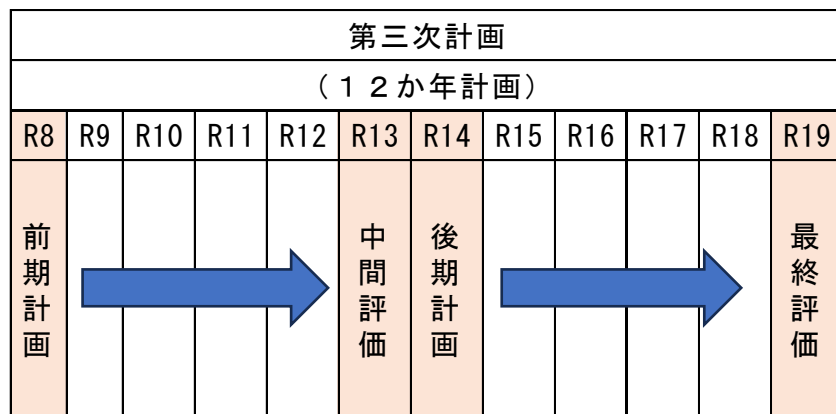 第三次計画
(１２か年計画)
R8 R9 R10 R11 R12 R13 R14 R15 R16 R17 R18 R19
前期計画
中間評価
後期計画
最終評価